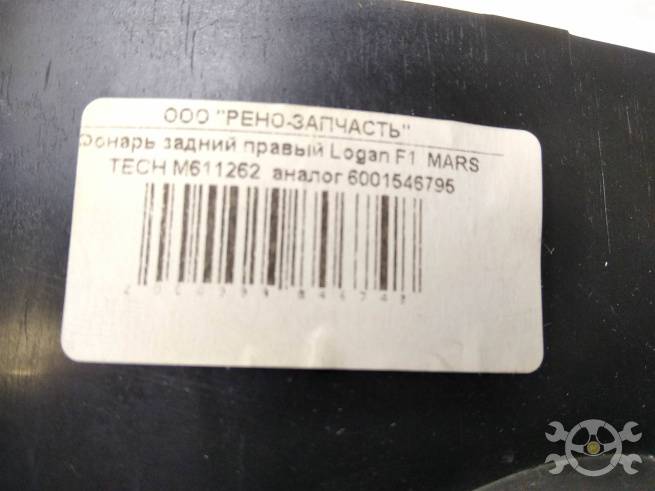 ООО "РЕНО-ЗАПЧАСТЬ"
Фонарь задний правый Logan F1 MARS
TECH M611262 аналог 6001546795